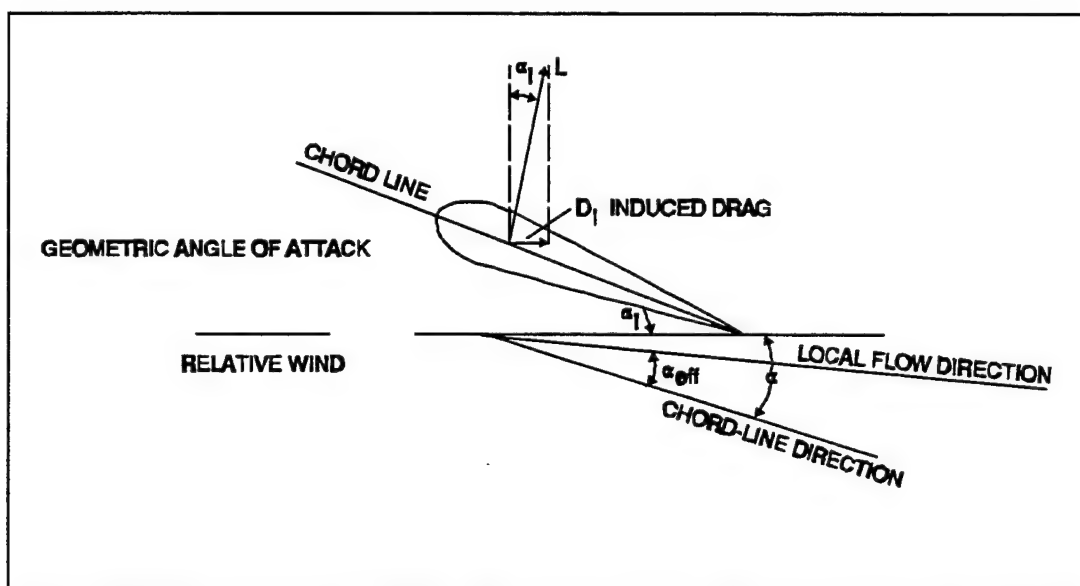 αI
L
CHORD LINE
DI INDUCED DRAG
GEOMETRIC ANGLE OF ATTACK
αI
RELATIVE WIND
LOCAL FLOW DIRECTION
αeff
α
CHORD-LINE DIRECTION